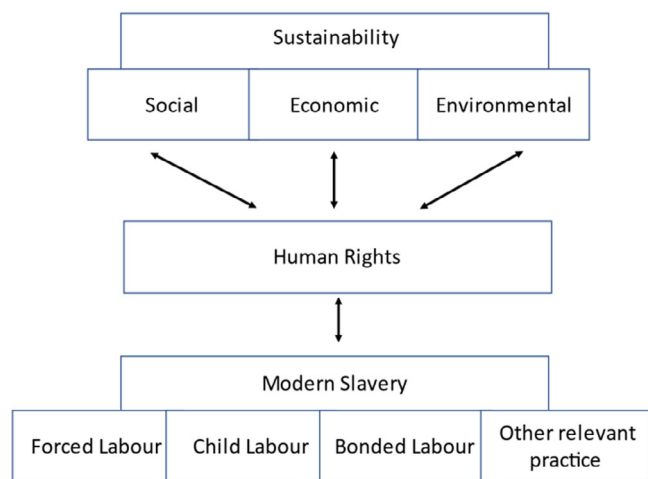 Sustainability
Social
Economic
Environmental
Human Rights
Modern Slavery
Forced Labour
Child Labour
Bonded Labour
Other relevant
practice